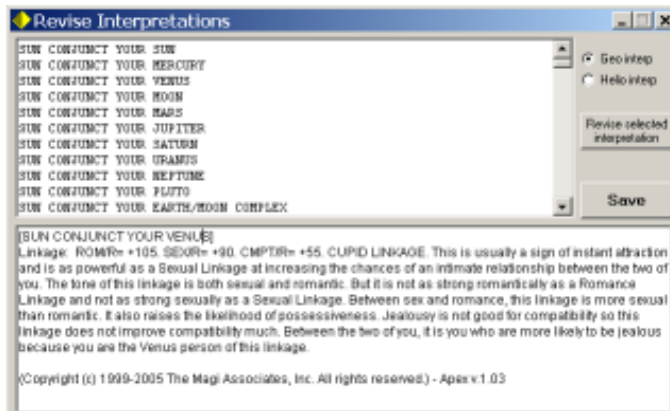 Revise Interpretations
SUN CONJUNCT YOUR SUN
SUN CONJUNCT YOUR MERCURY
SUN CONJUNCT YOUR VENUS
SUN CONJUNCT YOUR MOON
SUN CONJUNCT YOUR MARS
SUN CONJUNCT YOUR JUPITER
SUN CONJUNCT YOUR SATURN
SUN CONJUNCT YOUR URANUS
SUN CONJUNCT YOUR NEPTUNE
SUN CONJUNCT YOUR PLUTO
SUN CONJUNCT YOUR EARTH/MOON COMPLEX
Geo interp
Helio interp
Revise selected
interpretation
Save
[SUN CONJUNCT YOUR VENUS]
Linkage: ROM/R= +105. SEX/R= +90. CMPT/R= +55. CUPID LINKAGE. This is usually a sign of instant attraction
and is as powerful as a Sexual Linkage at increasing the chances of an intimate relationship between the two of
you. The tone of this linkage is both sexual and romantic. But it is not as strong romantically as a Romance
Linkage and not as strong sexually as a Sexual Linkage. Between sex and romance, this linkage is more sexual
than romantic. It also raises the likelihood of possessiveness. Jealousy is not good for compatibility so this
linkage does not improve compatibility much. Between the two of you, it is you who are more likely to be jealous
because you are the Venus person of this linkage.
(Copyright (c) 1999-2005 The Magi Associates, Inc. All rights reserved.) - Apex v.1.03